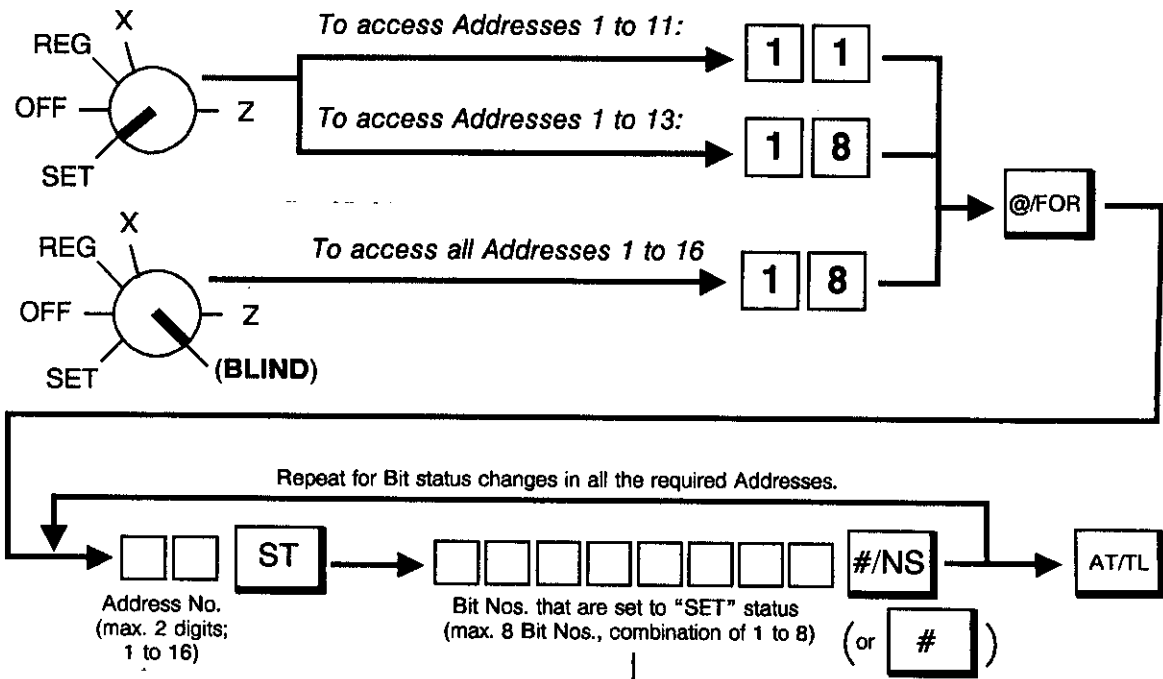 X
REG
OFF
Z
SET
To access Addresses 1 to 11:
1 1
To access Addresses 1 to 13:
1 8
@/FOR
X
REG
OFF
Z
SET
(BLIND)
To access all Addresses 1 to 16
1 8
Repeat for Bit status changes in all the required Addresses.
ST
#/NS
AT/TL
Address No.
(max. 2 digits;
1 to 16)
Bit Nos. that are set to "SET" status
(max. 8 Bit Nos., combination of 1 to 8)
(or # )